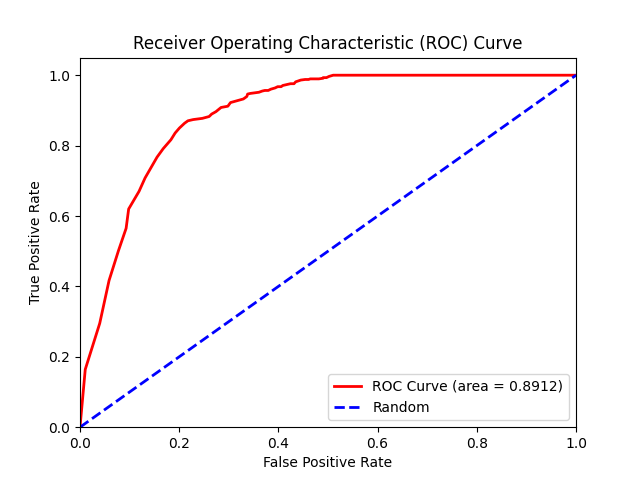 Receiver Operating Characteristic (ROC) Curve
True Positive Rate
1.0
0.8
0.6
0.4
0.2
0.0
ROC Curve (area = 0.8912)
Random
0.0 0.2 0.4 0.6 0.8 1.0
False Positive Rate